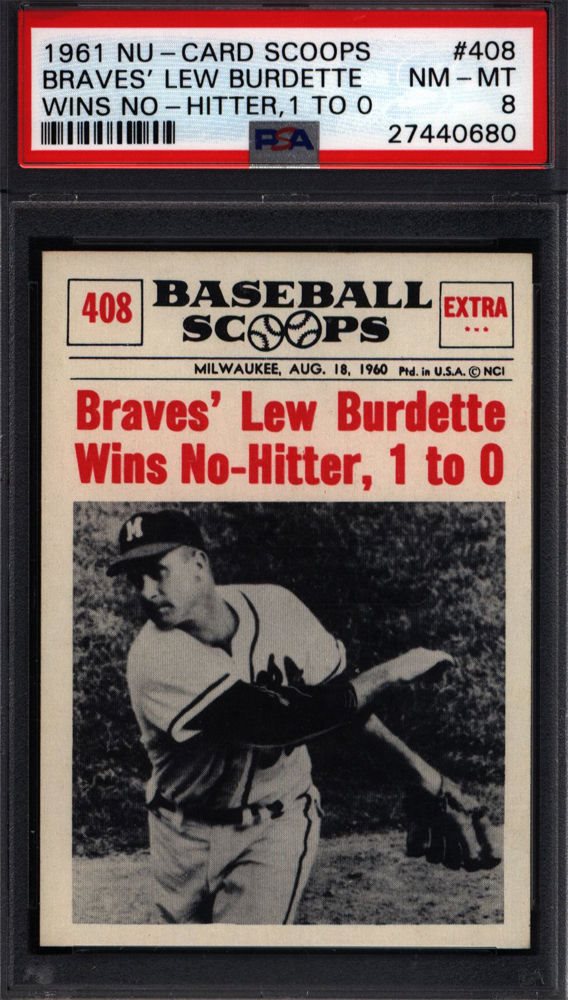 1961 NU-CARD SCOOPS #408
BRAVES' LEW BURDETTE NM-MT
WINS NO-HITTER, 1 TO 0 8
PSA 27440680
408 BASEBALL EXTRA
SCOOPS
MILWAUKEE, AUG. 18, 1960 Ptd. in U.S.A. © NCI
Braves' Lew Burdette
Wins No-Hitter, 1 to 0
M